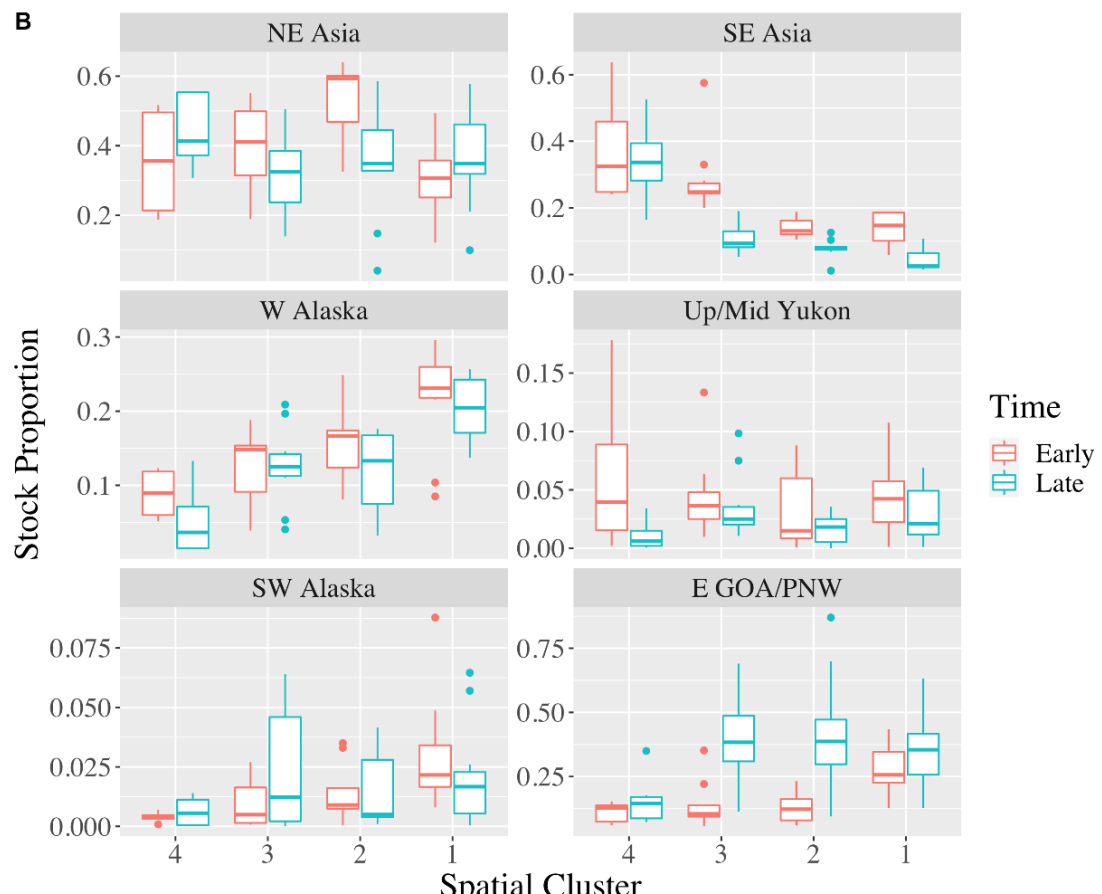 B
NE Asia
SE Asia
0.6
0.4
0.2
0.6
0.4
0.2
0.0
W Alaska
Up/Mid Yukon
0.3
0.2
0.1
0.15
0.10
0.05
0.00
SW Alaska
E GOA/PNW
0.075
0.050
0.025
0.000
0.75
0.50
0.25
4 3 2 1
4 3 2 1
Stock Proportion
Spatial Cluster
Time
Early
Late